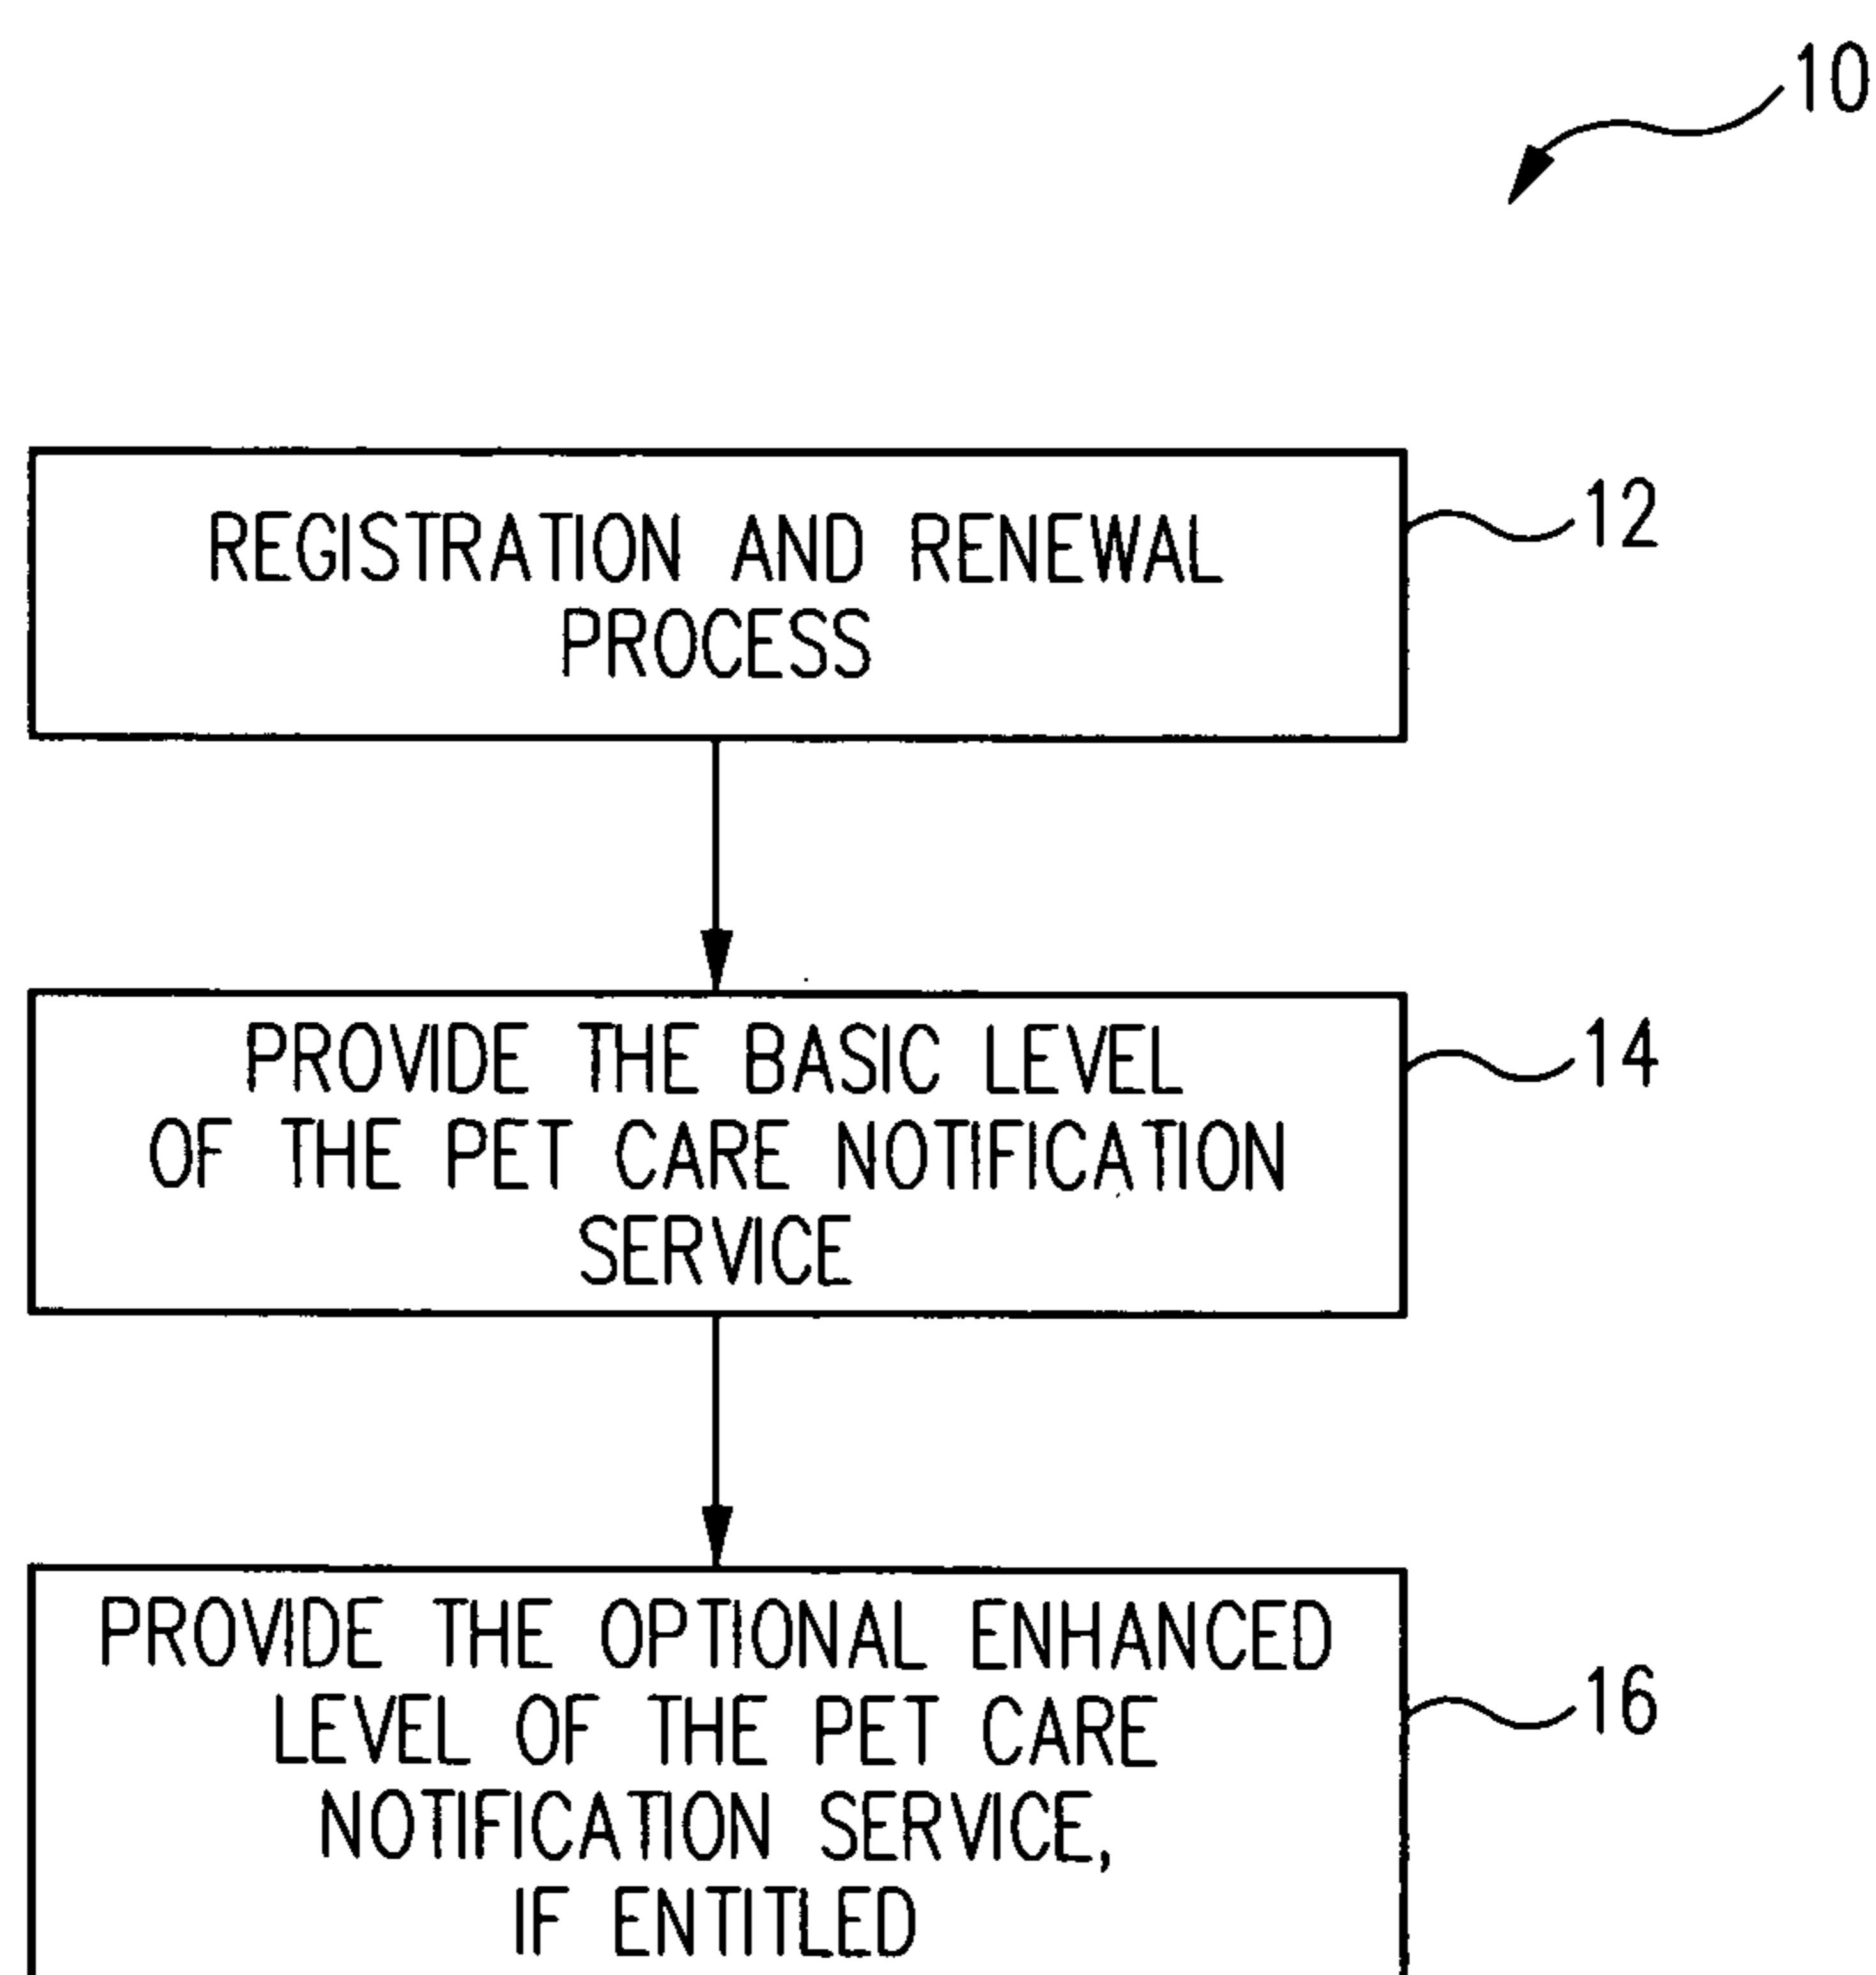 10
REGISTRATION AND RENEWAL
PROCESS
12
PROVIDE THE BASIC LEVEL
OF THE PET CARE NOTIFICATION
SERVICE
14
PROVIDE THE OPTIONAL ENHANCED
LEVEL OF THE PET CARE
NOTIFICATION SERVICE,
IF ENTITLED
16